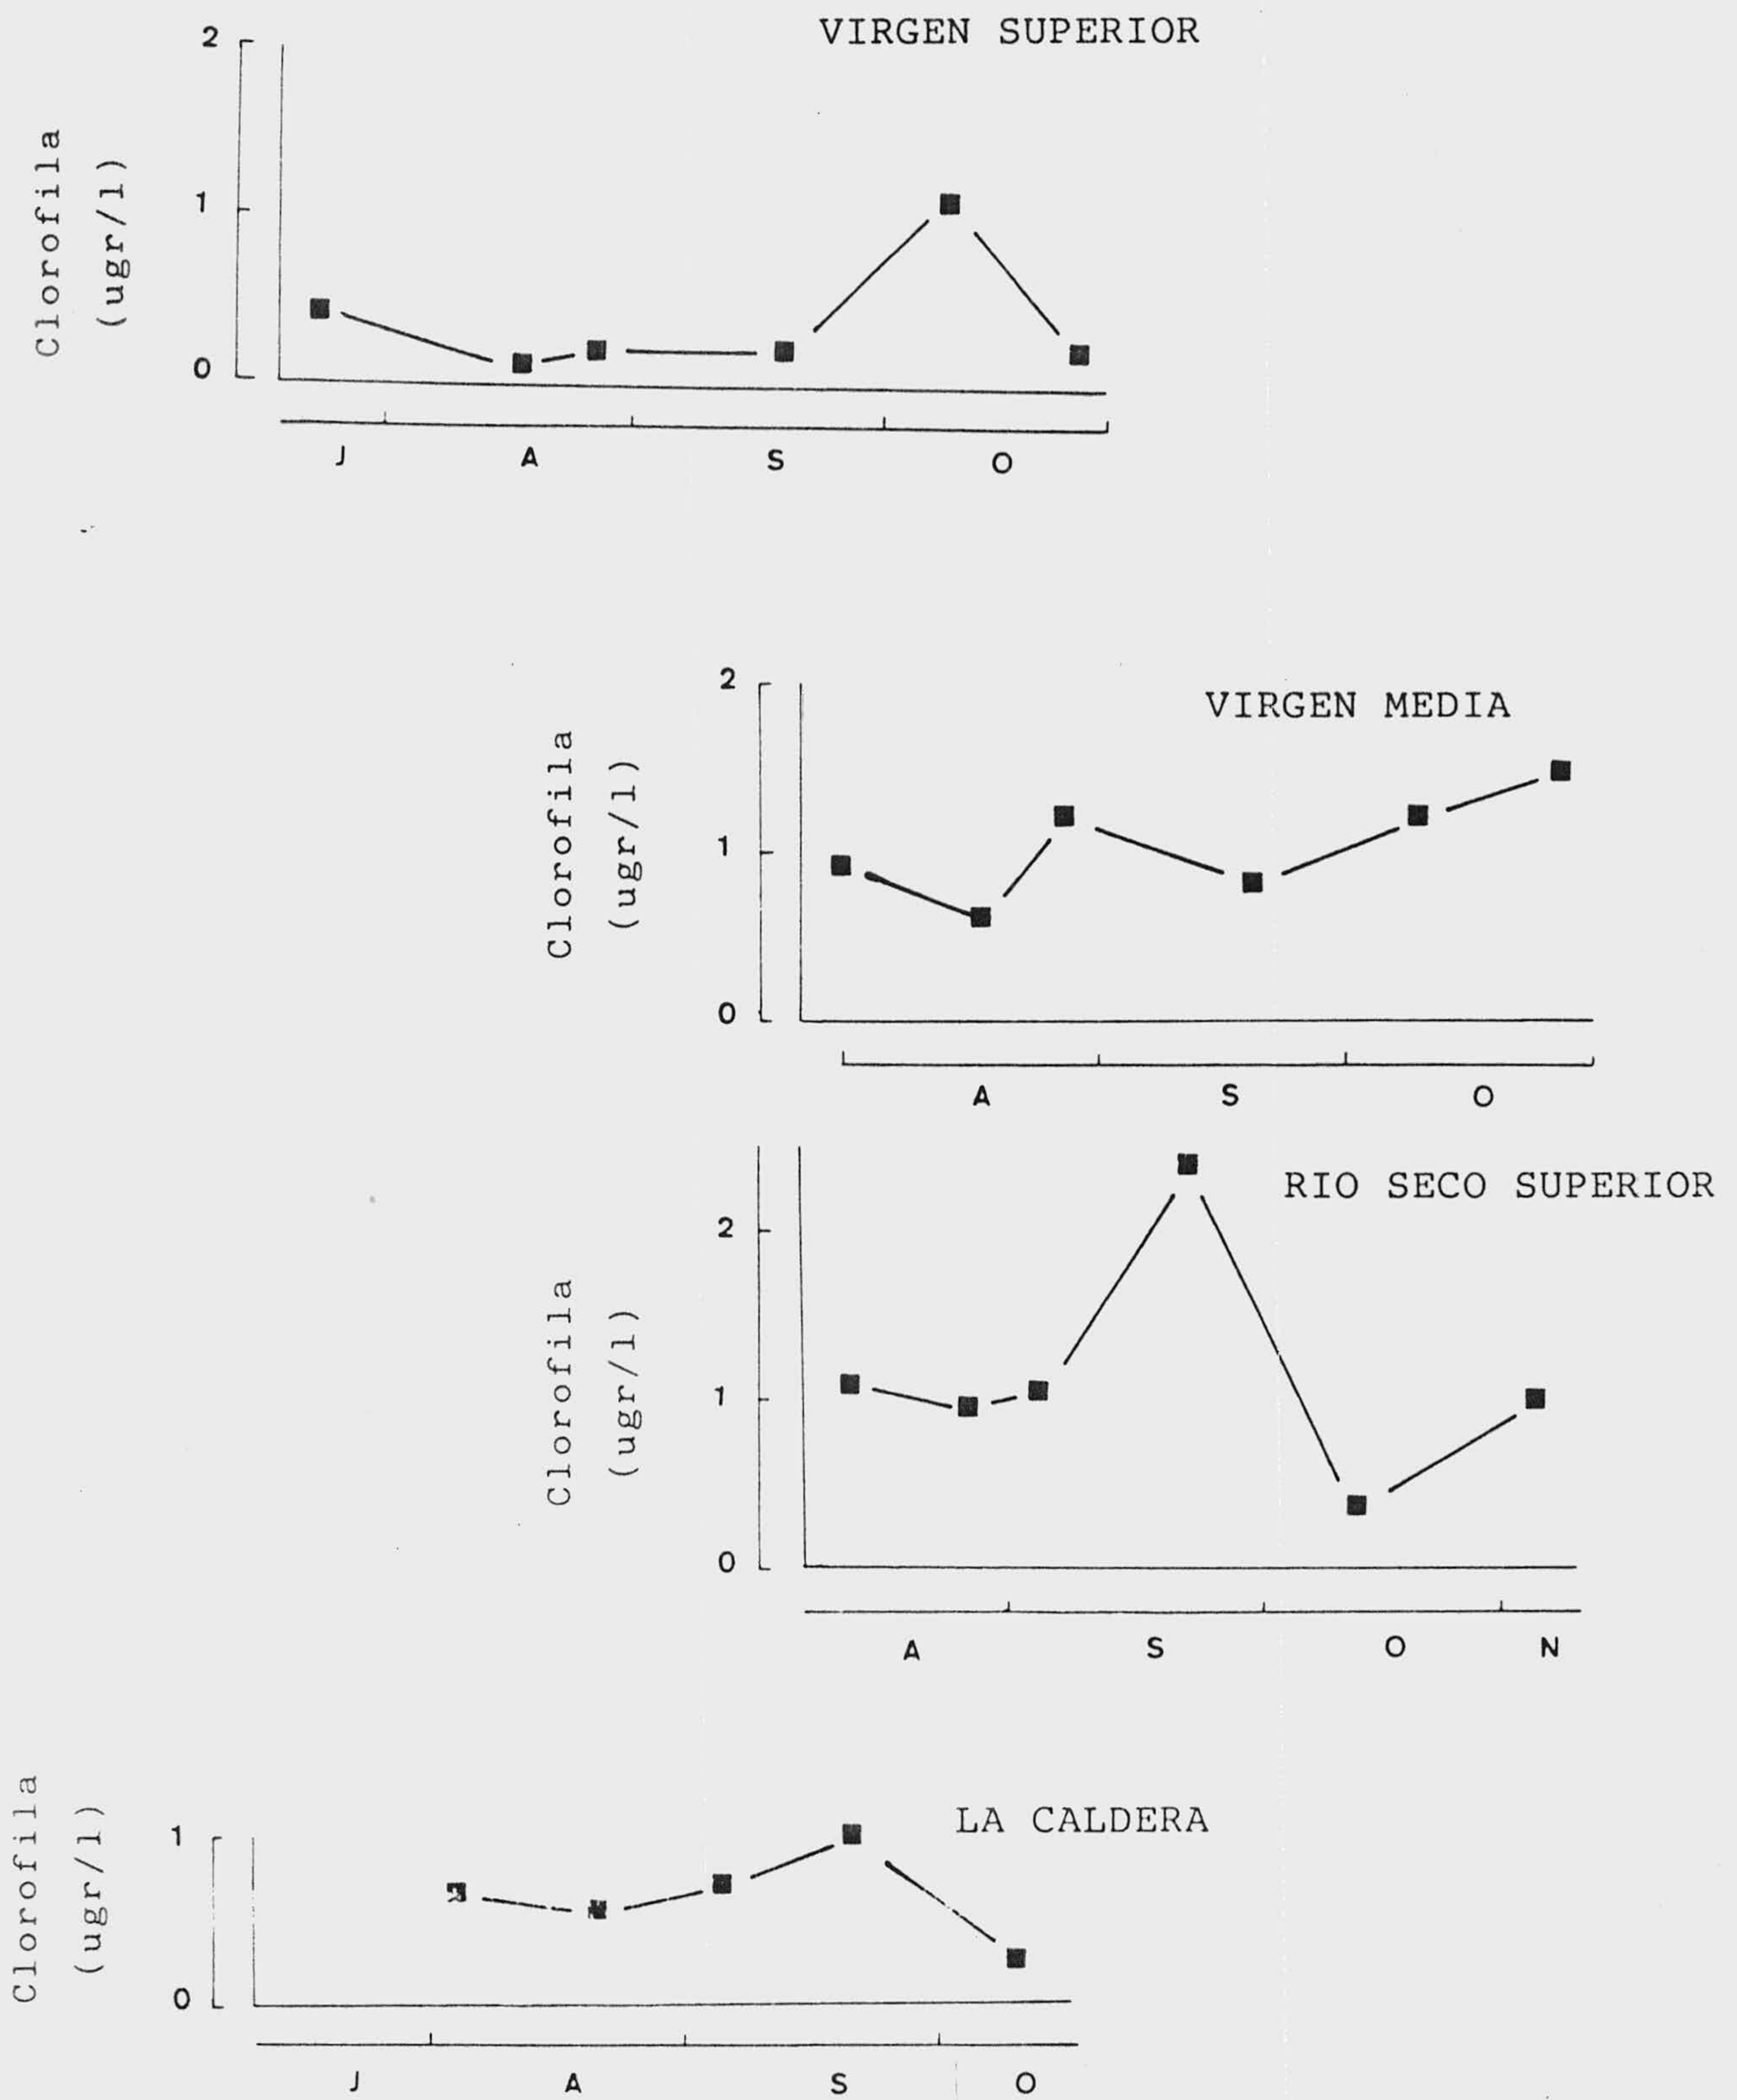 VIRGEN SUPERIOR
Clorofila
(ugr/l)
2
1
0
J A S O
VIRGEN MEDIA
Clorofila
(ugr/l)
2
1
0
A S O
RIO SECO SUPERIOR
Clorofila
(ugr/l)
2
1
0
A S O N
LA CALDERA
Clorofila
(ugr/l)
1
0
J A S O